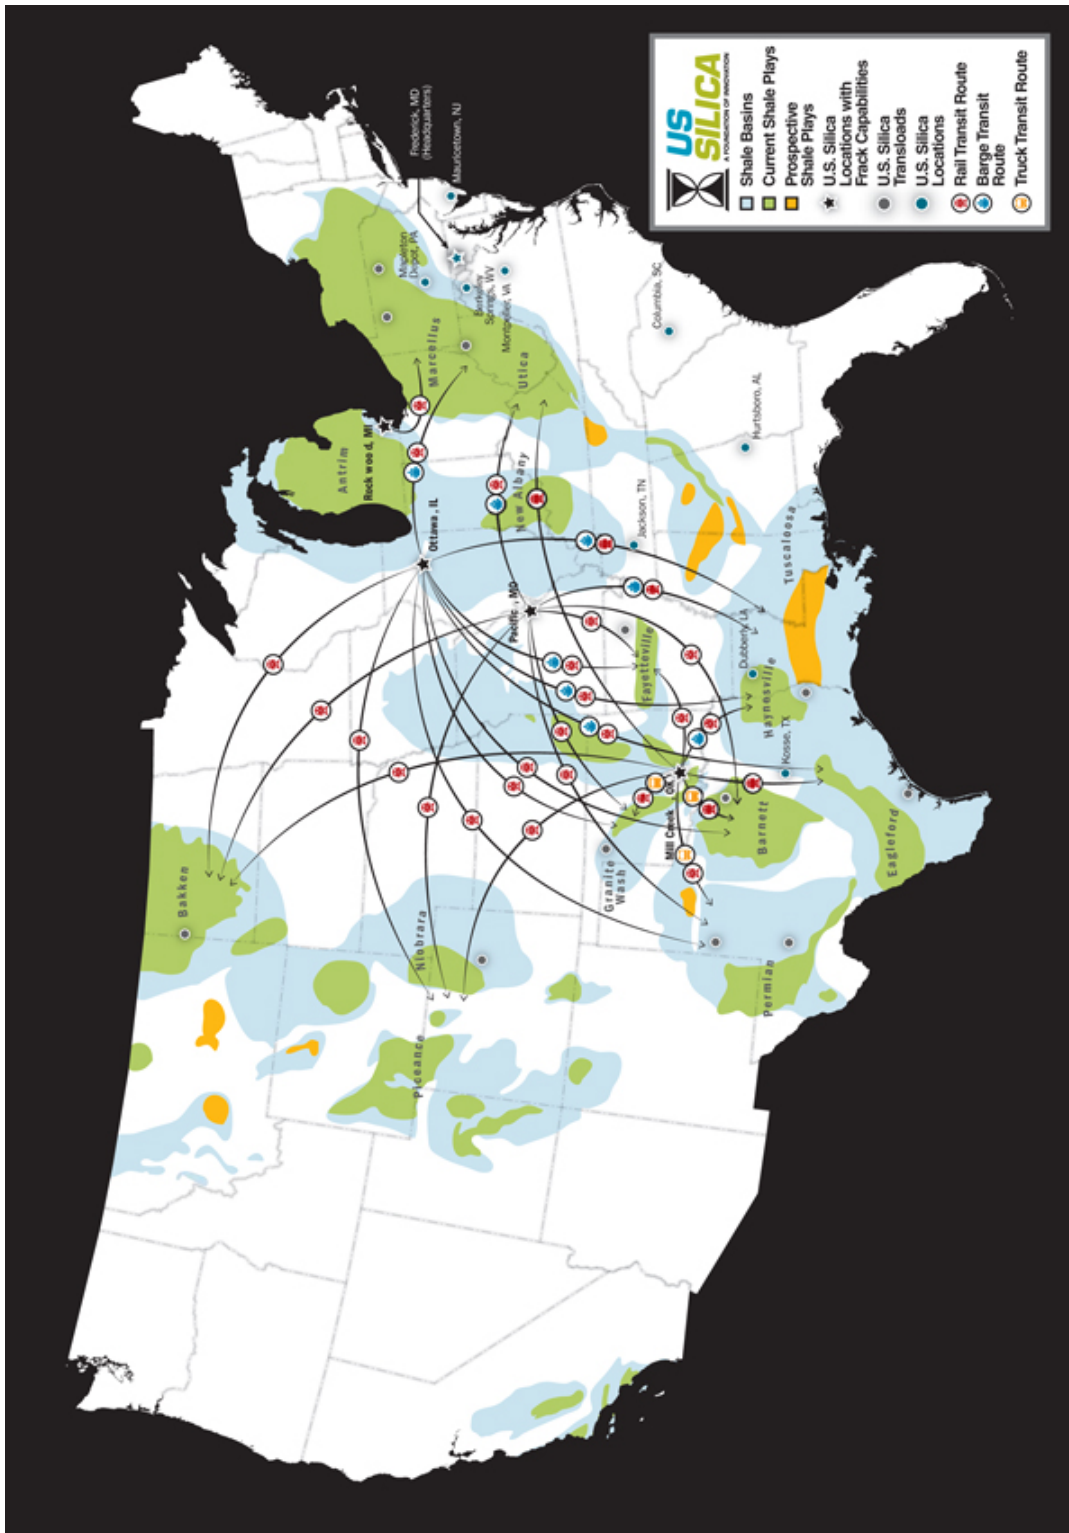 US
SILICA
A FOUNDATION OF INNOVATION
Shale Basins
Current Shale Plays
Prospective
Shale Plays
U.S. Silica
Locations with
Frack Capabilities
U.S. Silica
Transloads
U.S. Silica
Locations
Rail Transit Route
Barge Transit
Route
Truck Transit Route
Bakken
Niobrara
Piceance
Granite
Wash
Permian
Mill Creek, OK
Barnett
Eagleford
Kosse, TX
Haynesville
Dubberly, LA
Fayetteville
Tuscaloosa
Pacific, MO
Ottawa, IL
Jackson, TN
New Albany
Antrim
Rockwood, MI
Hurtsboro, AL
Utica
Marcellus
Columbia, SC
Montpelier, VA
Berkeley
Springs, WV
Mapleton
Depot, PA
Frederick, MD
(Headquarters)
Mauricetown, NJ